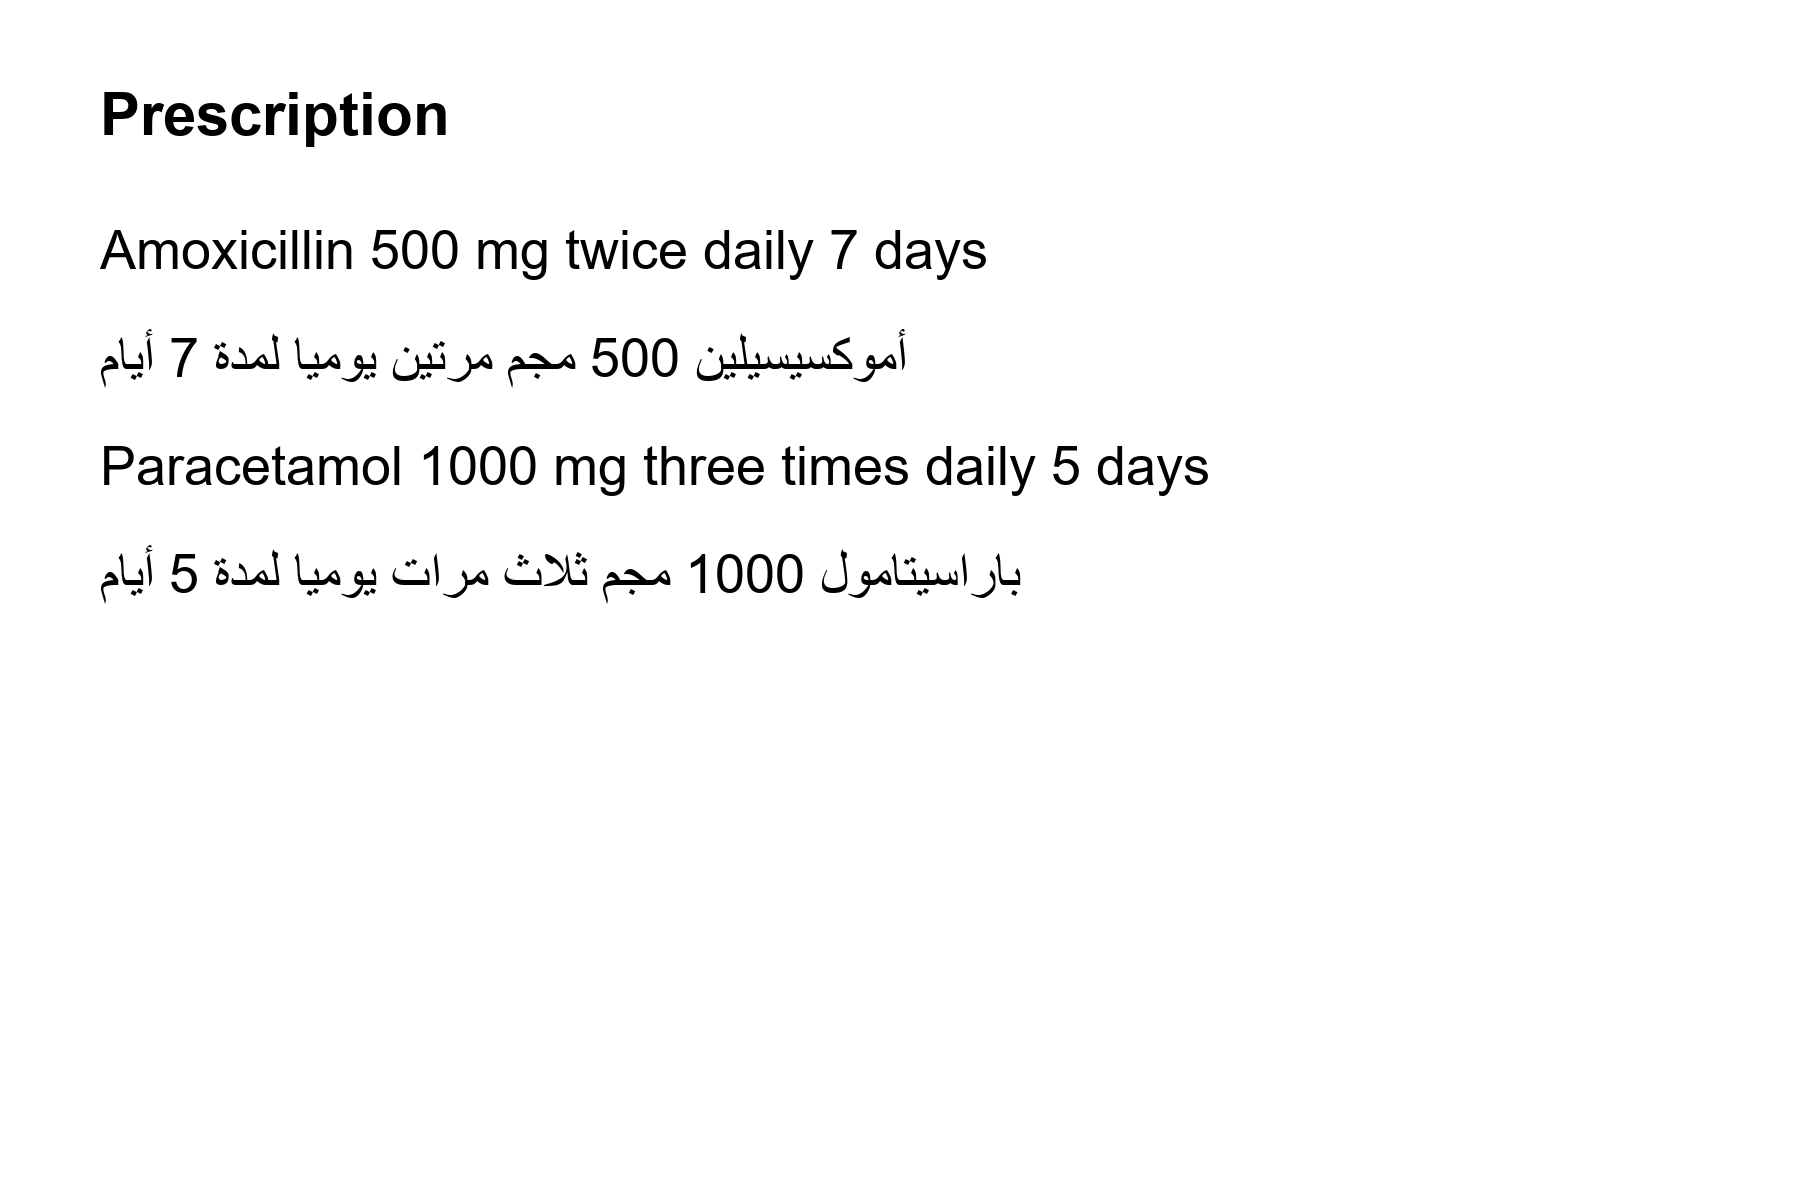 Prescription
Amoxicillin 500 mg twice daily 7 days
أموكسيسيلين 500 مجم مرتين يوميا لمدة 7 أيام
Paracetamol 1000 mg three times daily 5 days
باراسيتامول 1000 مجم ثلاث مرات يوميا لمدة 5 أيام